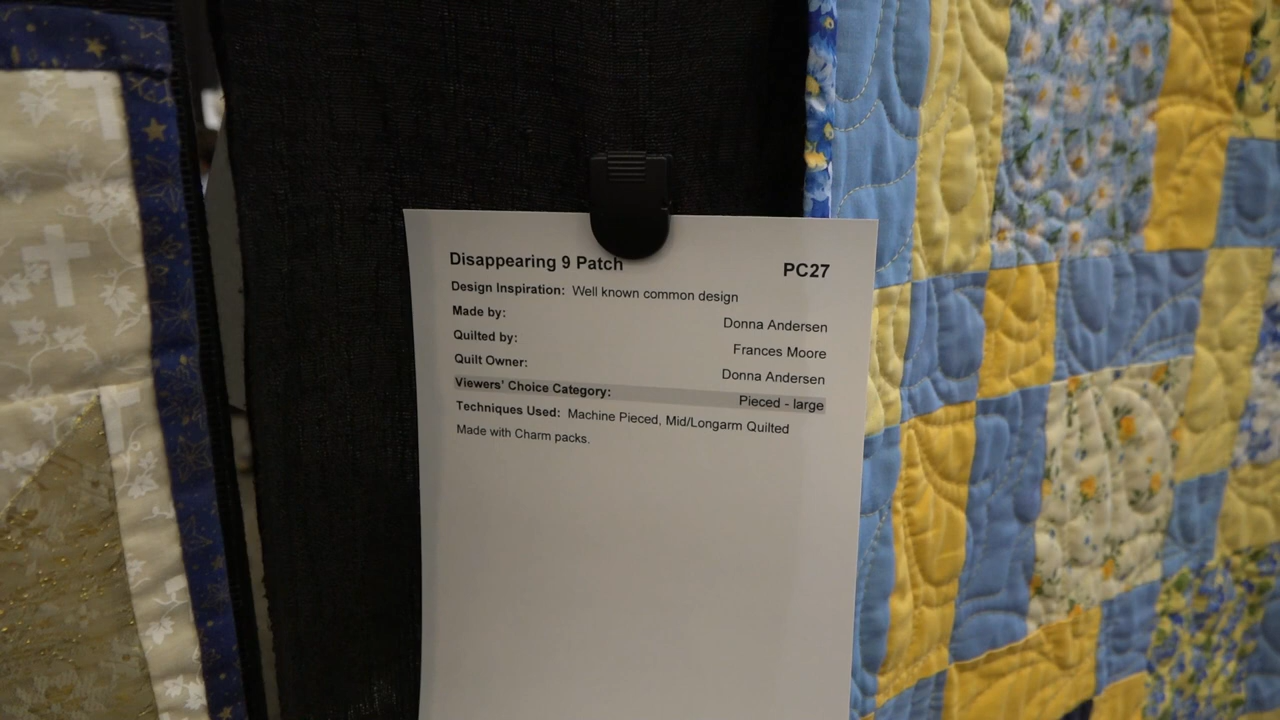 Disappearing 9 Patch PC27
Design Inspiration: Well known common design
Made by: Donna Andersen
Quilted by: Frances Moore
Quilt Owner: Donna Andersen
Viewers' Choice Category: Pieced - large
Techniques Used: Machine Pieced, Mid/Longarm Quilted
Made with Charm packs.